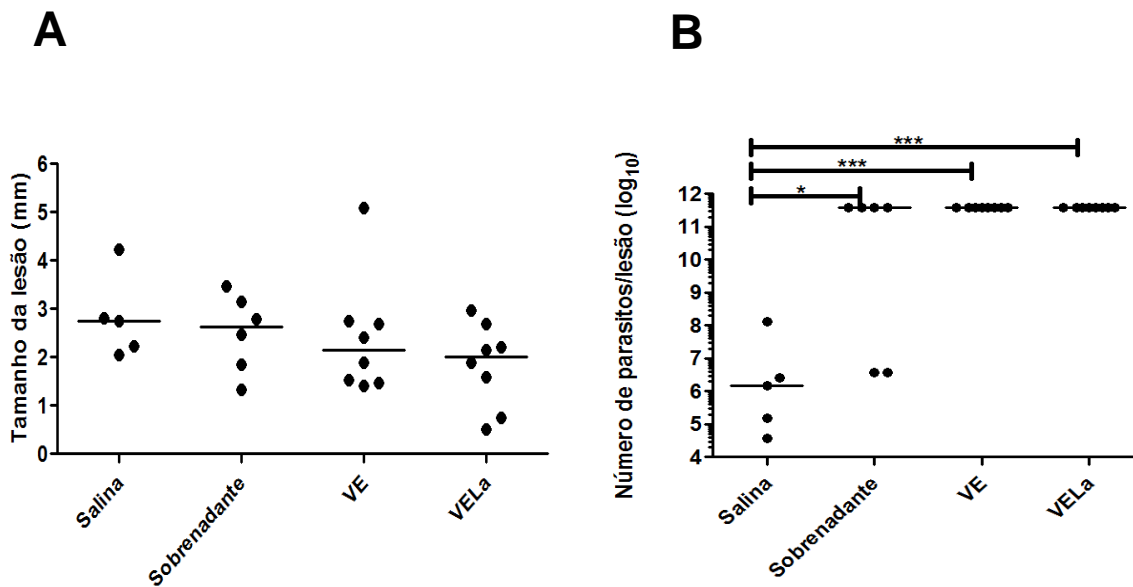 A
B
Tamanho da lesão (mm)
6
5
4
3
2
1
0
Salina
Sobrenadante
VE
VELa
Número de parasitos/lesão (log10)
***
***
*
12
11
10
9
8
7
6
5
4
Salina
Sobrenadante
VE
VELa